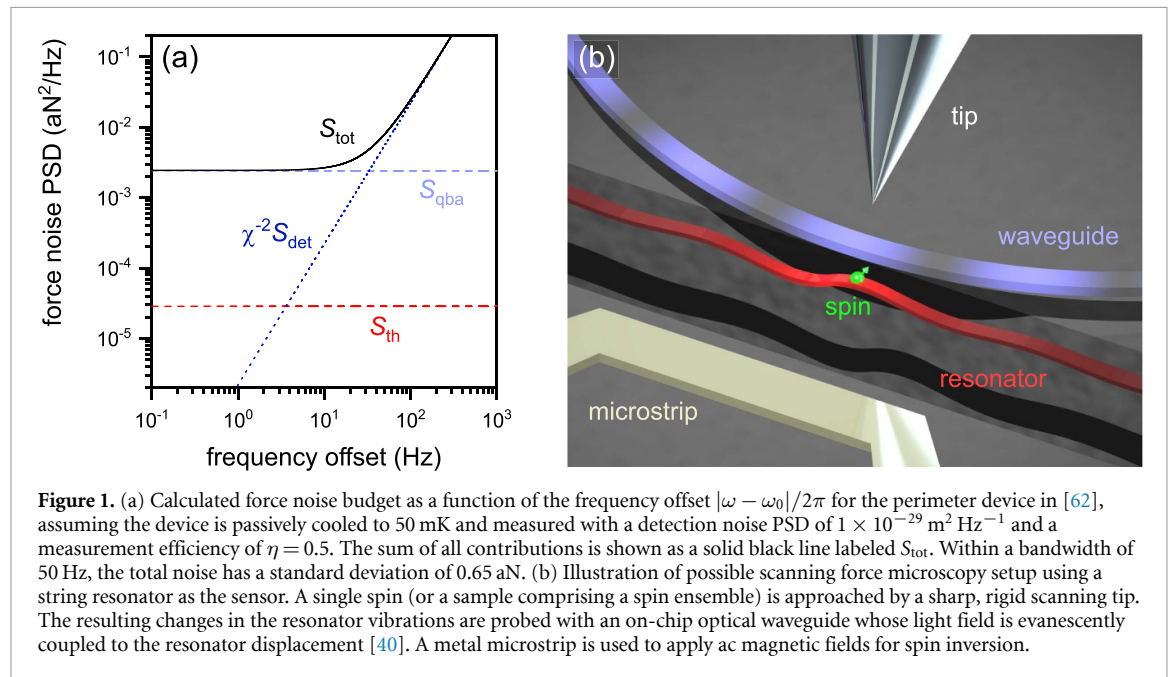 (a)
force noise PSD (aN²/Hz)
10⁻¹
10⁻²
10⁻³
10⁻⁴
10⁻⁵
S_tot
S_qba
χ⁻²S_det
S_th
10⁻¹ 10⁰ 10¹ 10² 10³
frequency offset (Hz)
(b)
tip
waveguide
spin
resonator
microstrip
Figure 1. (a) Calculated force noise budget as a function of the frequency offset |ω − ω₀|/2π for the perimeter device in [62],
assuming the device is passively cooled to 50 mK and measured with a detection noise PSD of 1 × 10⁻²⁹ m² Hz⁻¹ and a
measurement efficiency of η = 0.5. The sum of all contributions is shown as a solid black line labeled S_tot. Within a bandwidth of
50 Hz, the total noise has a standard deviation of 0.65 aN. (b) Illustration of possible scanning force microscopy setup using a
string resonator as the sensor. A single spin (or a sample comprising a spin ensemble) is approached by a sharp, rigid scanning tip.
The resulting changes in the resonator vibrations are probed with an on-chip optical waveguide whose light field is evanescently
coupled to the resonator displacement [40]. A metal microstrip is used to apply ac magnetic fields for spin inversion.